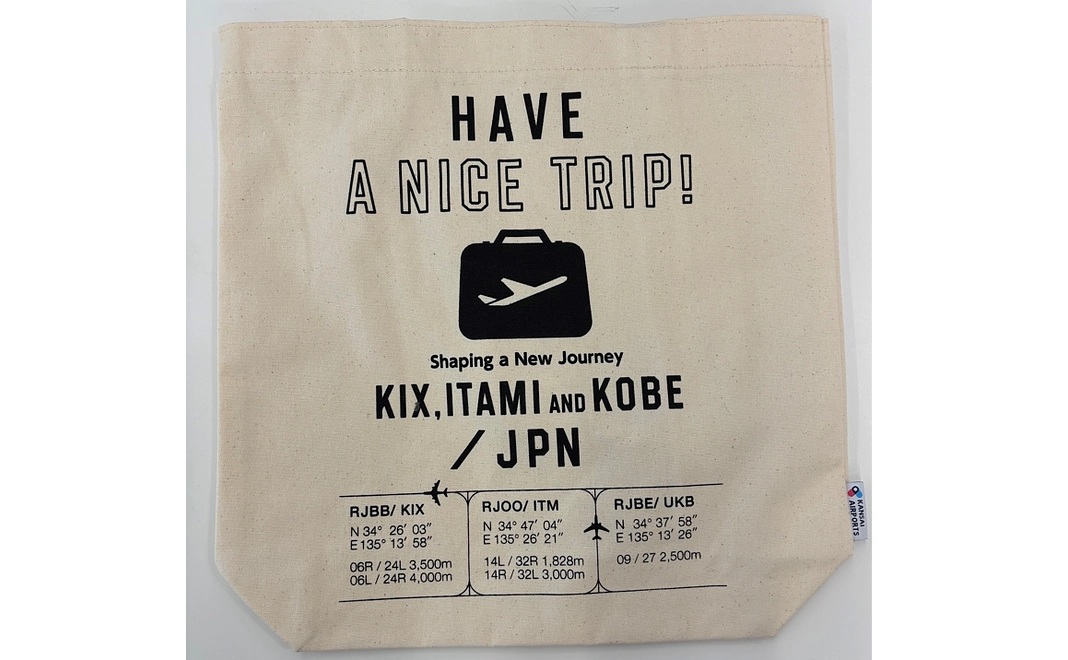 HAVE
A NICE TRIP!
Shaping a New Journey
KIX,ITAMI AND KOBE
/JPN
RJBB/ KIX
N 34° 26′ 03″
E 135° 13′ 58″
06R / 24L 3,500m
06L / 24R 4,000m
RJOO/ ITM
N 34° 47′ 04″
E 135° 26′ 21″
14L / 32R 1,828m
14R / 32L 3,000m
RJBE/ UKB
N 34° 37′ 58″
E 135° 13′ 26″
09 / 27 2,500m
KANSAI
AIRPORTS